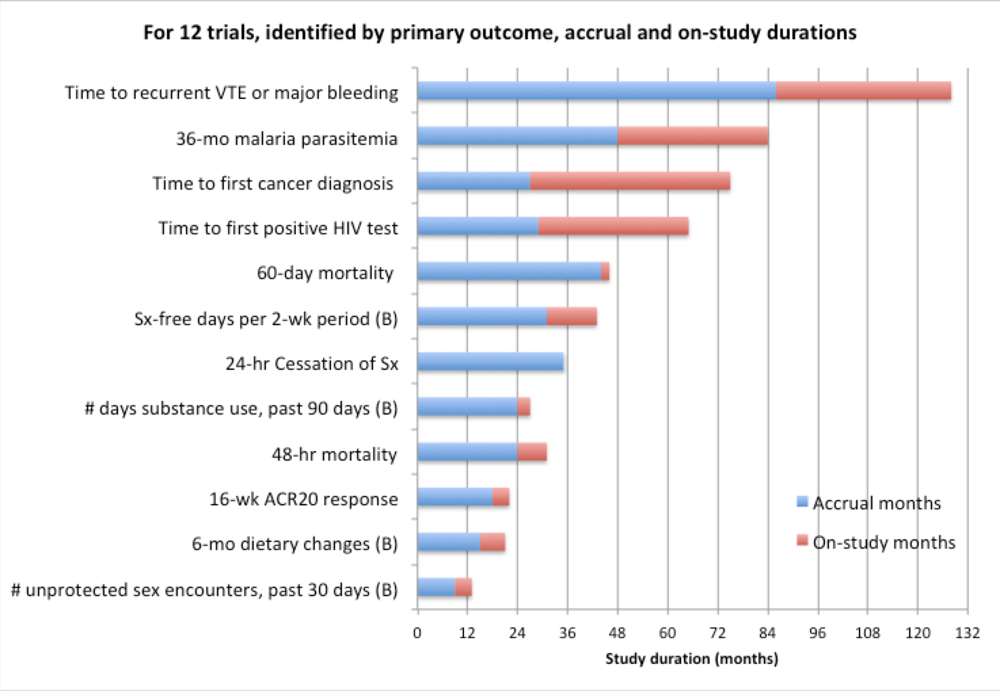 For 12 trials, identified by primary outcome, accrual and on-study durations
Time to recurrent VTE or major bleeding
36-mo malaria parasitemia
Time to first cancer diagnosis
Time to first positive HIV test
60-day mortality
Sx-free days per 2-wk period (B)
24-hr Cessation of Sx
# days substance use, past 90 days (B)
48-hr mortality
16-wk ACR20 response
6-mo dietary changes (B)
# unprotected sex encounters, past 30 days (B)
Accrual months
On-study months
0 12 24 36 48 60 72 84 96 108 120 132
Study duration (months)